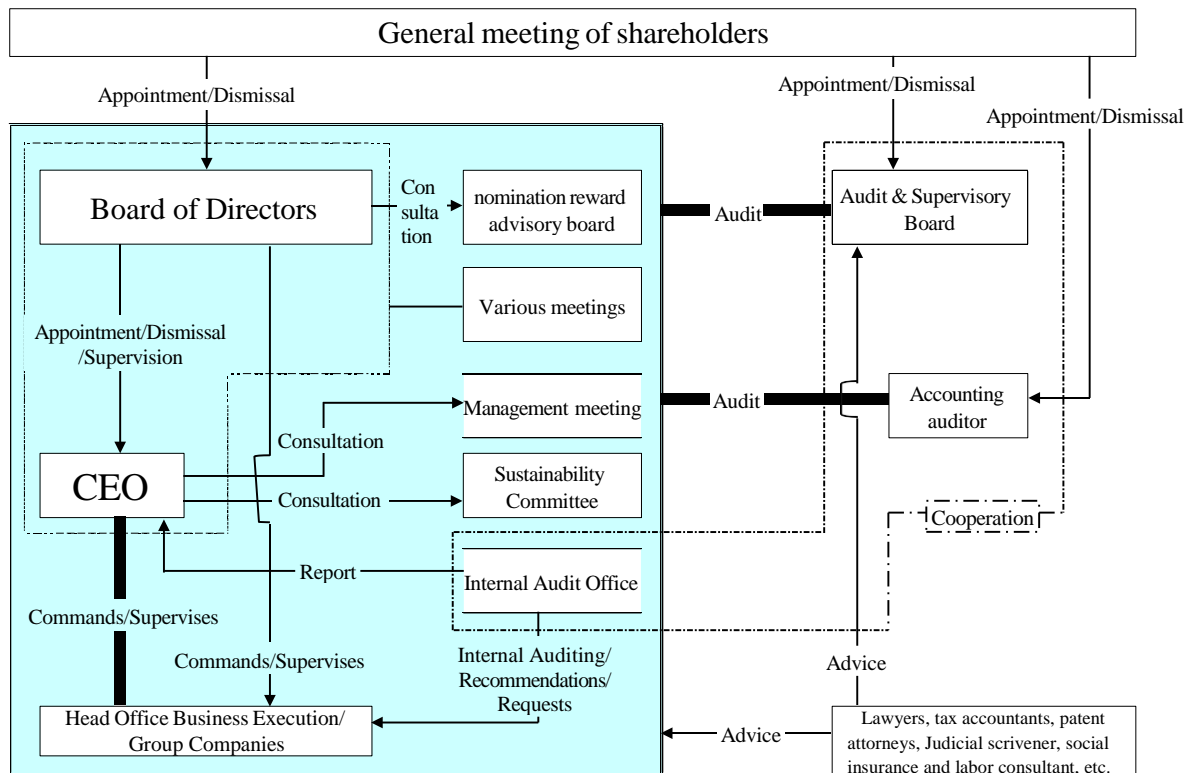 General meeting of shareholders
Appointment/Dismissal
Appointment/Dismissal
Appointment/Dismissal
Board of Directors
Con
sulta
tion
nomination reward
advisory board
Audit
Audit & Supervisory
Board
Various meetings
Appointment/Dismissal
/Supervision
Management meeting
Audit
Accounting
auditor
Consultation
CEO
Consultation
Sustainability
Committee
Cooperation
Report
Internal Audit Office
Commands/Supervises
Commands/Supervises
Internal Auditing/
Recommendations/
Requests
Advice
Head Office Business Execution/
Group Companies
Advice
Lawyers, tax accountants, patent
attorneys, Judicial scrivener, social
insurance and labor consultant, etc.